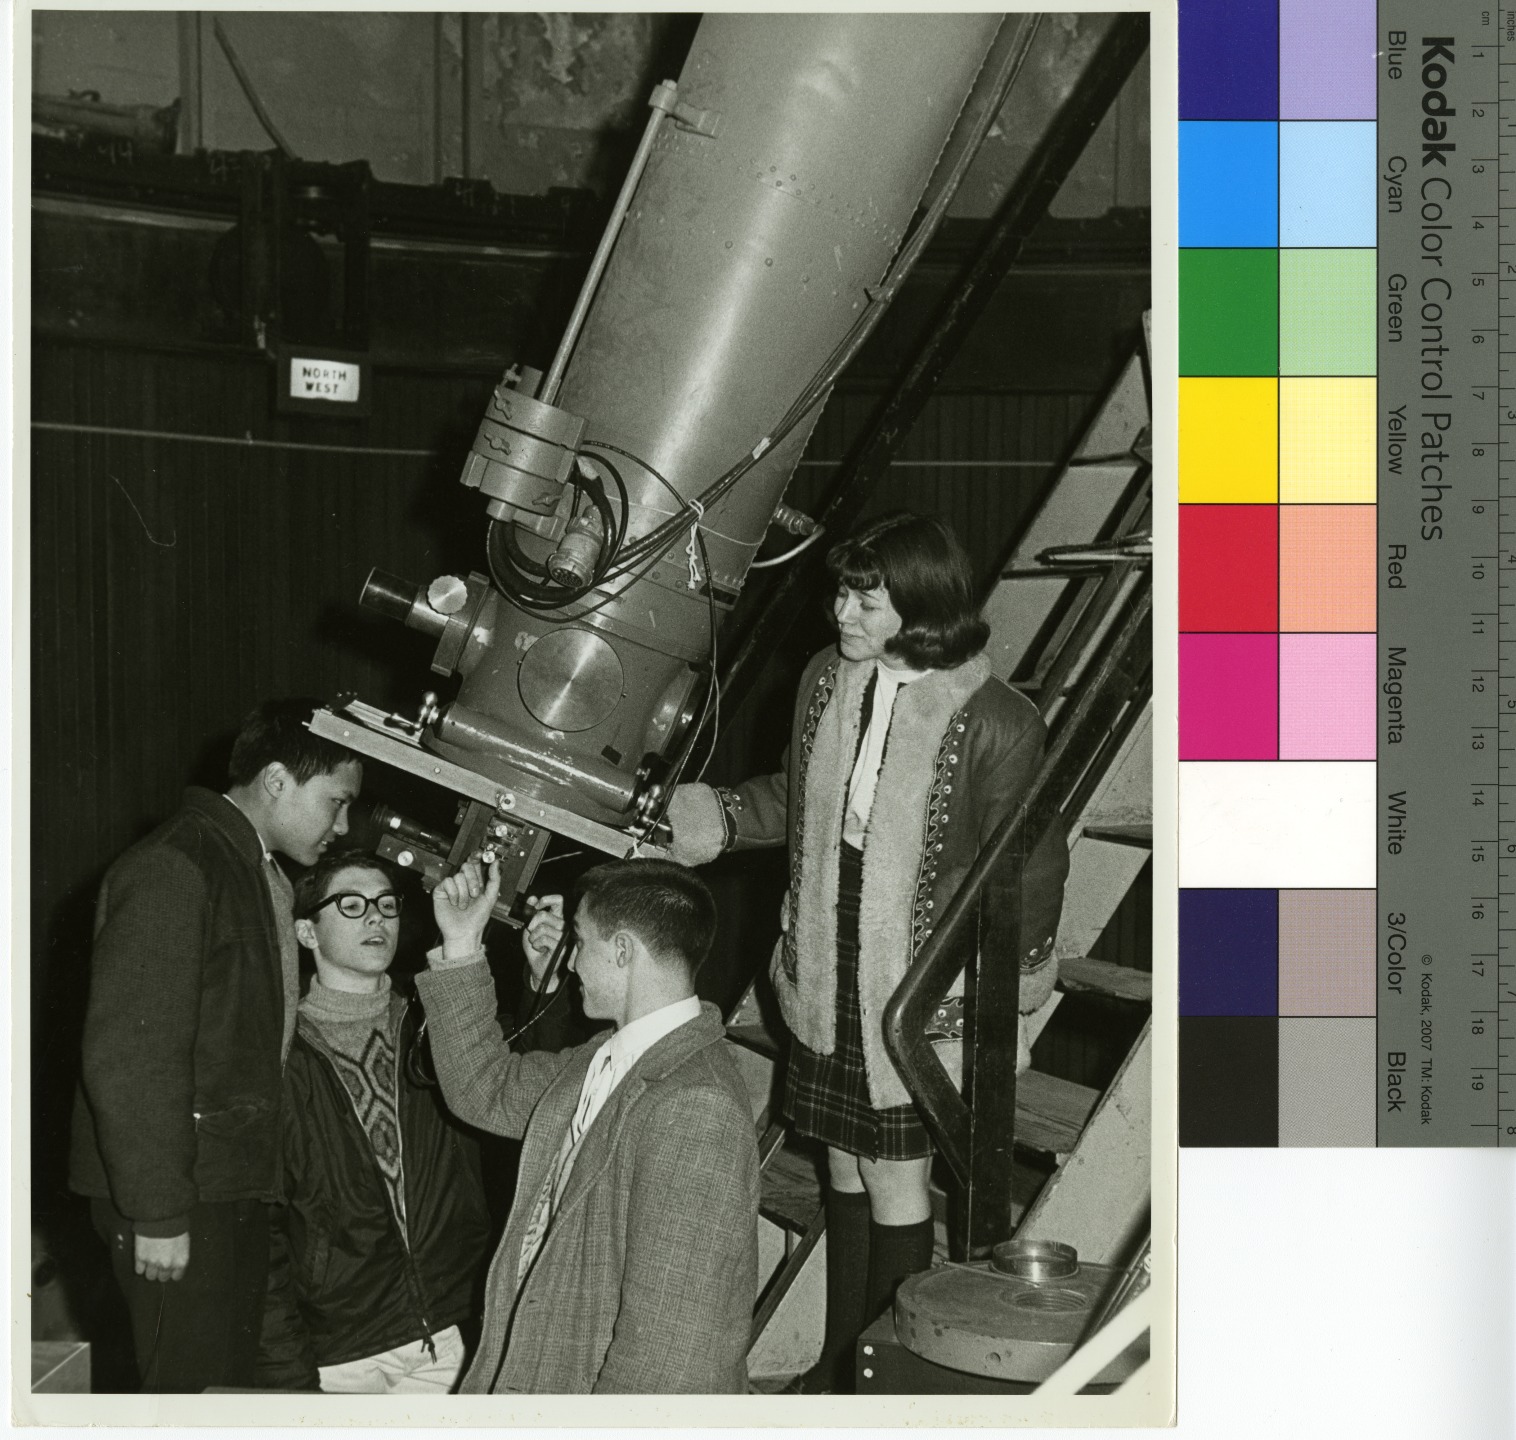 NORTH
WEST
Kodak Color Control Patches
Blue
Cyan
Green
Yellow
Red
Magenta
White
3/Color
Black
© Kodak, 2007 TM: Kodak
cm 1 2 3 4 5 6 7 8 9 10 11 12 13 14 15 16 17 18 19
inches 1 2 3 4 5 6 7 8